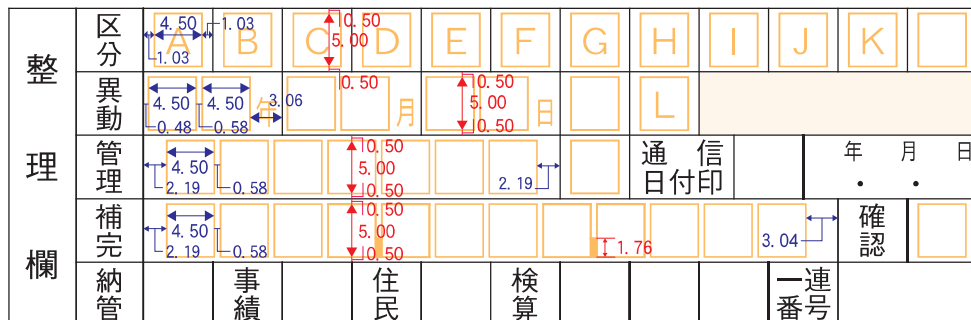 整理欄
区分 A B C D E F G H I J K
4.50 1.03 0.50
5.00
1.03
0.50
異動 年 月 日 L
0.50
4.50 4.50 3.06 5.00
0.48 0.58 0.50
管理 通信日付印 年 月 日
・ ・
0.50
4.50 5.00
2.19 0.58 0.50 2.19
補完 確認
0.50
4.50 5.00
2.19 0.58 0.50 1.76 3.04
納管 事績 住民 検算 一連番号